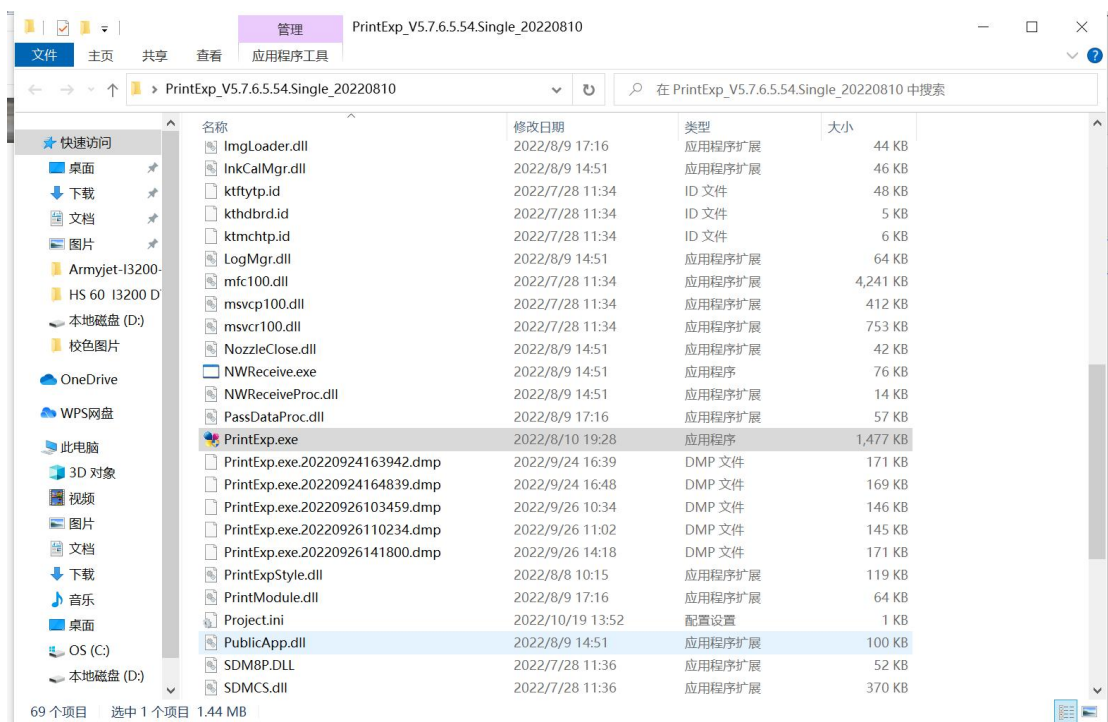 管理 PrintExp_V5.7.6.5.54.Single_20220810
文件 主页 共享 查看 应用程序工具
PrintExp_V5.7.6.5.54.Single_20220810 在 PrintExp_V5.7.6.5.54.Single_20220810 中搜索
快速访问
桌面
下载
文档
图片
Armyjet-I3200-
HS 60 I3200 D
本地磁盘 (D:)
校色图片
OneDrive
WPS网盘
此电脑
3D 对象
视频
图片
文档
下载
音乐
桌面
OS (C:)
本地磁盘 (D:)
名称 修改日期 类型 大小
ImgLoader.dll 2022/8/9 17:16 应用程序扩展 44 KB
InkCalMgr.dll 2022/8/9 14:51 应用程序扩展 46 KB
ktftytp.id 2022/7/28 11:34 ID 文件 48 KB
kthdbrd.id 2022/7/28 11:34 ID 文件 5 KB
ktmchtp.id 2022/7/28 11:34 ID 文件 6 KB
LogMgr.dll 2022/8/9 14:51 应用程序扩展 64 KB
mfc100.dll 2022/7/28 11:34 应用程序扩展 4,241 KB
msvcp100.dll 2022/7/28 11:34 应用程序扩展 412 KB
msvcr100.dll 2022/7/28 11:34 应用程序扩展 753 KB
NozzleClose.dll 2022/8/9 14:51 应用程序扩展 42 KB
NWReceive.exe 2022/8/9 14:51 应用程序 76 KB
NWReceiveProc.dll 2022/8/9 14:51 应用程序扩展 14 KB
PassDataProc.dll 2022/8/9 17:16 应用程序扩展 57 KB
PrintExp.exe 2022/8/10 19:28 应用程序 1,477 KB
PrintExp.exe.20220924163942.dmp 2022/9/24 16:39 DMP 文件 171 KB
PrintExp.exe.20220924164839.dmp 2022/9/24 16:48 DMP 文件 169 KB
PrintExp.exe.20220926103459.dmp 2022/9/26 10:34 DMP 文件 146 KB
PrintExp.exe.20220926110234.dmp 2022/9/26 11:02 DMP 文件 145 KB
PrintExp.exe.20220926141800.dmp 2022/9/26 14:18 DMP 文件 171 KB
PrintExpStyle.dll 2022/8/8 10:15 应用程序扩展 119 KB
PrintModule.dll 2022/8/9 17:16 应用程序扩展 64 KB
Project.ini 2022/10/19 13:52 配置设置 1 KB
PublicApp.dll 2022/8/9 14:51 应用程序扩展 100 KB
SDM8P.DLL 2022/7/28 11:36 应用程序扩展 52 KB
SDMCS.dll 2022/7/28 11:36 应用程序扩展 370 KB
69 个项目 选中 1 个项目 1.44 MB